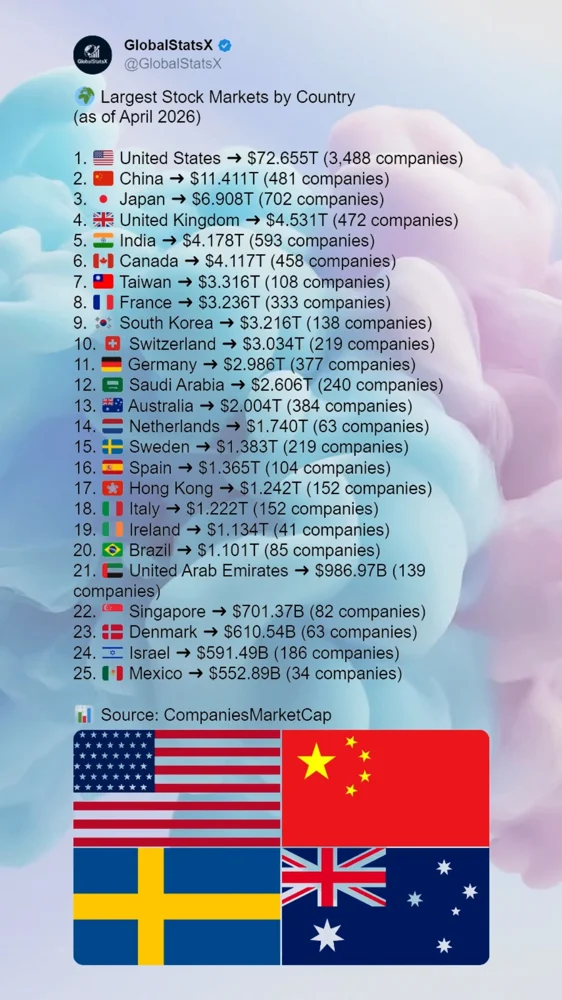 GlobalStatsX
GlobalStatsX
@GlobalStatsX
🌍 Largest Stock Markets by Country
(as of April 2026)
1. 🇺🇸 United States → $72.655T (3,488 companies)
2. 🇨🇳 China → $11.411T (481 companies)
3. 🇯🇵 Japan → $6.908T (702 companies)
4. 🇬🇧 United Kingdom → $4.531T (472 companies)
5. 🇮🇳 India → $4.178T (593 companies)
6. 🇨🇦 Canada → $4.117T (458 companies)
7. 🇹🇼 Taiwan → $3.316T (108 companies)
8. 🇫🇷 France → $3.236T (333 companies)
9. 🇰🇷 South Korea → $3.216T (138 companies)
10. 🇨🇭 Switzerland → $3.034T (219 companies)
11. 🇩🇪 Germany → $2.986T (377 companies)
12. 🇸🇦 Saudi Arabia → $2.606T (240 companies)
13. 🇦🇺 Australia → $2.004T (384 companies)
14. 🇳🇱 Netherlands → $1.740T (63 companies)
15. 🇸🇪 Sweden → $1.383T (219 companies)
16. 🇪🇸 Spain → $1.365T (104 companies)
17. 🇭🇰 Hong Kong → $1.242T (152 companies)
18. 🇮🇹 Italy → $1.222T (152 companies)
19. 🇮🇪 Ireland → $1.134T (41 companies)
20. 🇧🇷 Brazil → $1.101T (85 companies)
21. 🇦🇪 United Arab Emirates → $986.97B (139
companies)
22. 🇸🇬 Singapore → $701.37B (82 companies)
23. 🇩🇰 Denmark → $610.54B (63 companies)
24. 🇮🇱 Israel → $591.49B (186 companies)
25. 🇲🇽 Mexico → $552.89B (34 companies)
📊 Source: CompaniesMarketCap